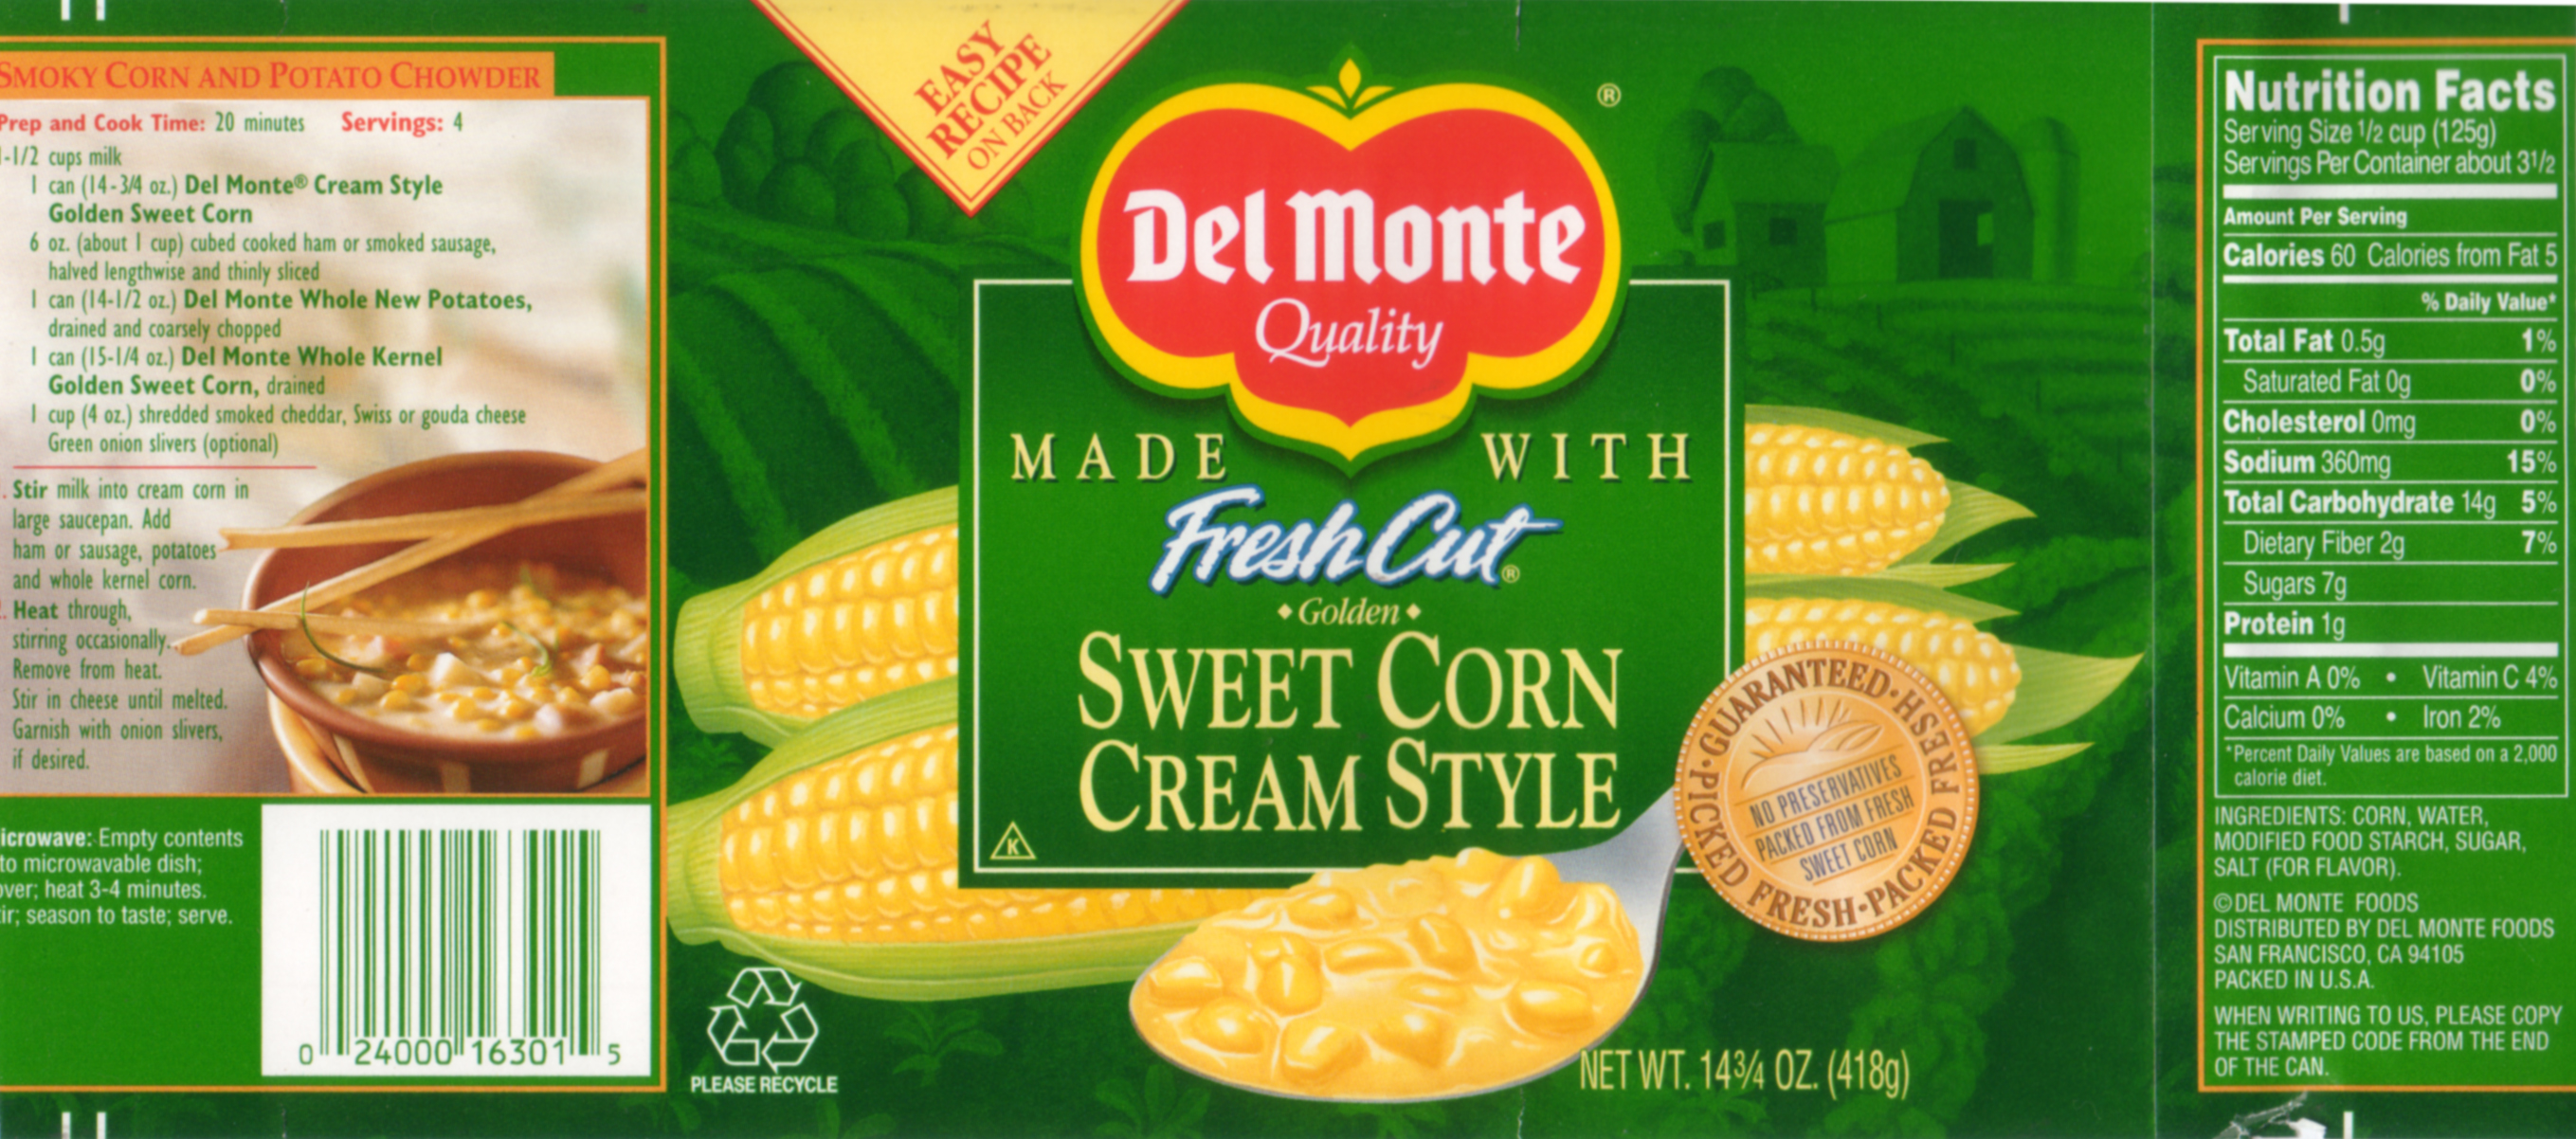 SMOKY CORN AND POTATO CHOWDER
Prep and Cook Time: 20 minutes Servings: 4
1-1/2 cups milk
1 can (14-3/4 oz.) Del Monte® Cream Style
Golden Sweet Corn
6 oz. (about 1 cup) cubed cooked ham or smoked sausage,
halved lengthwise and thinly sliced
1 can (14-1/2 oz.) Del Monte Whole New Potatoes,
drained and coarsely chopped
1 can (15-1/4 oz.) Del Monte Whole Kernel
Golden Sweet Corn, drained
1 cup (4 oz.) shredded smoked cheddar, Swiss or gouda cheese
Green onion slivers (optional)
. Stir milk into cream corn in
large saucepan. Add
ham or sausage, potatoes
and whole kernel corn.
. Heat through,
stirring occasionally.
Remove from heat.
Stir in cheese until melted.
Garnish with onion slivers,
if desired.
icrowave: Empty contents
to microwavable dish;
over; heat 3-4 minutes.
ir; season to taste; serve.
0 24000 16301 5
EASY
RECIPE
ON BACK
®
Del Monte
Quality
MADE WITH
Fresh Cut®
Golden
SWEET CORN
CREAM STYLE
K
PICKED FRESH•PACKED FRESH•GUARANTEED•
NO PRESERVATIVES
PACKED FROM FRESH
SWEET CORN
PLEASE RECYCLE
NET WT. 14 3/4 OZ. (418g)
Nutrition Facts
Serving Size 1/2 cup (125g)
Servings Per Container about 3 1/2
Amount Per Serving
Calories 60 Calories from Fat 5
% Daily Value*
Total Fat 0.5g 1%
Saturated Fat 0g 0%
Cholesterol 0mg 0%
Sodium 360mg 15%
Total Carbohydrate 14g 5%
Dietary Fiber 2g 7%
Sugars 7g
Protein 1g
Vitamin A 0% • Vitamin C 4%
Calcium 0% • Iron 2%
*Percent Daily Values are based on a 2,000
calorie diet.
INGREDIENTS: CORN, WATER,
MODIFIED FOOD STARCH, SUGAR,
SALT (FOR FLAVOR).
©DEL MONTE FOODS
DISTRIBUTED BY DEL MONTE FOODS
SAN FRANCISCO, CA 94105
PACKED IN U.S.A.
WHEN WRITING TO US, PLEASE COPY
THE STAMPED CODE FROM THE END
OF THE CAN.